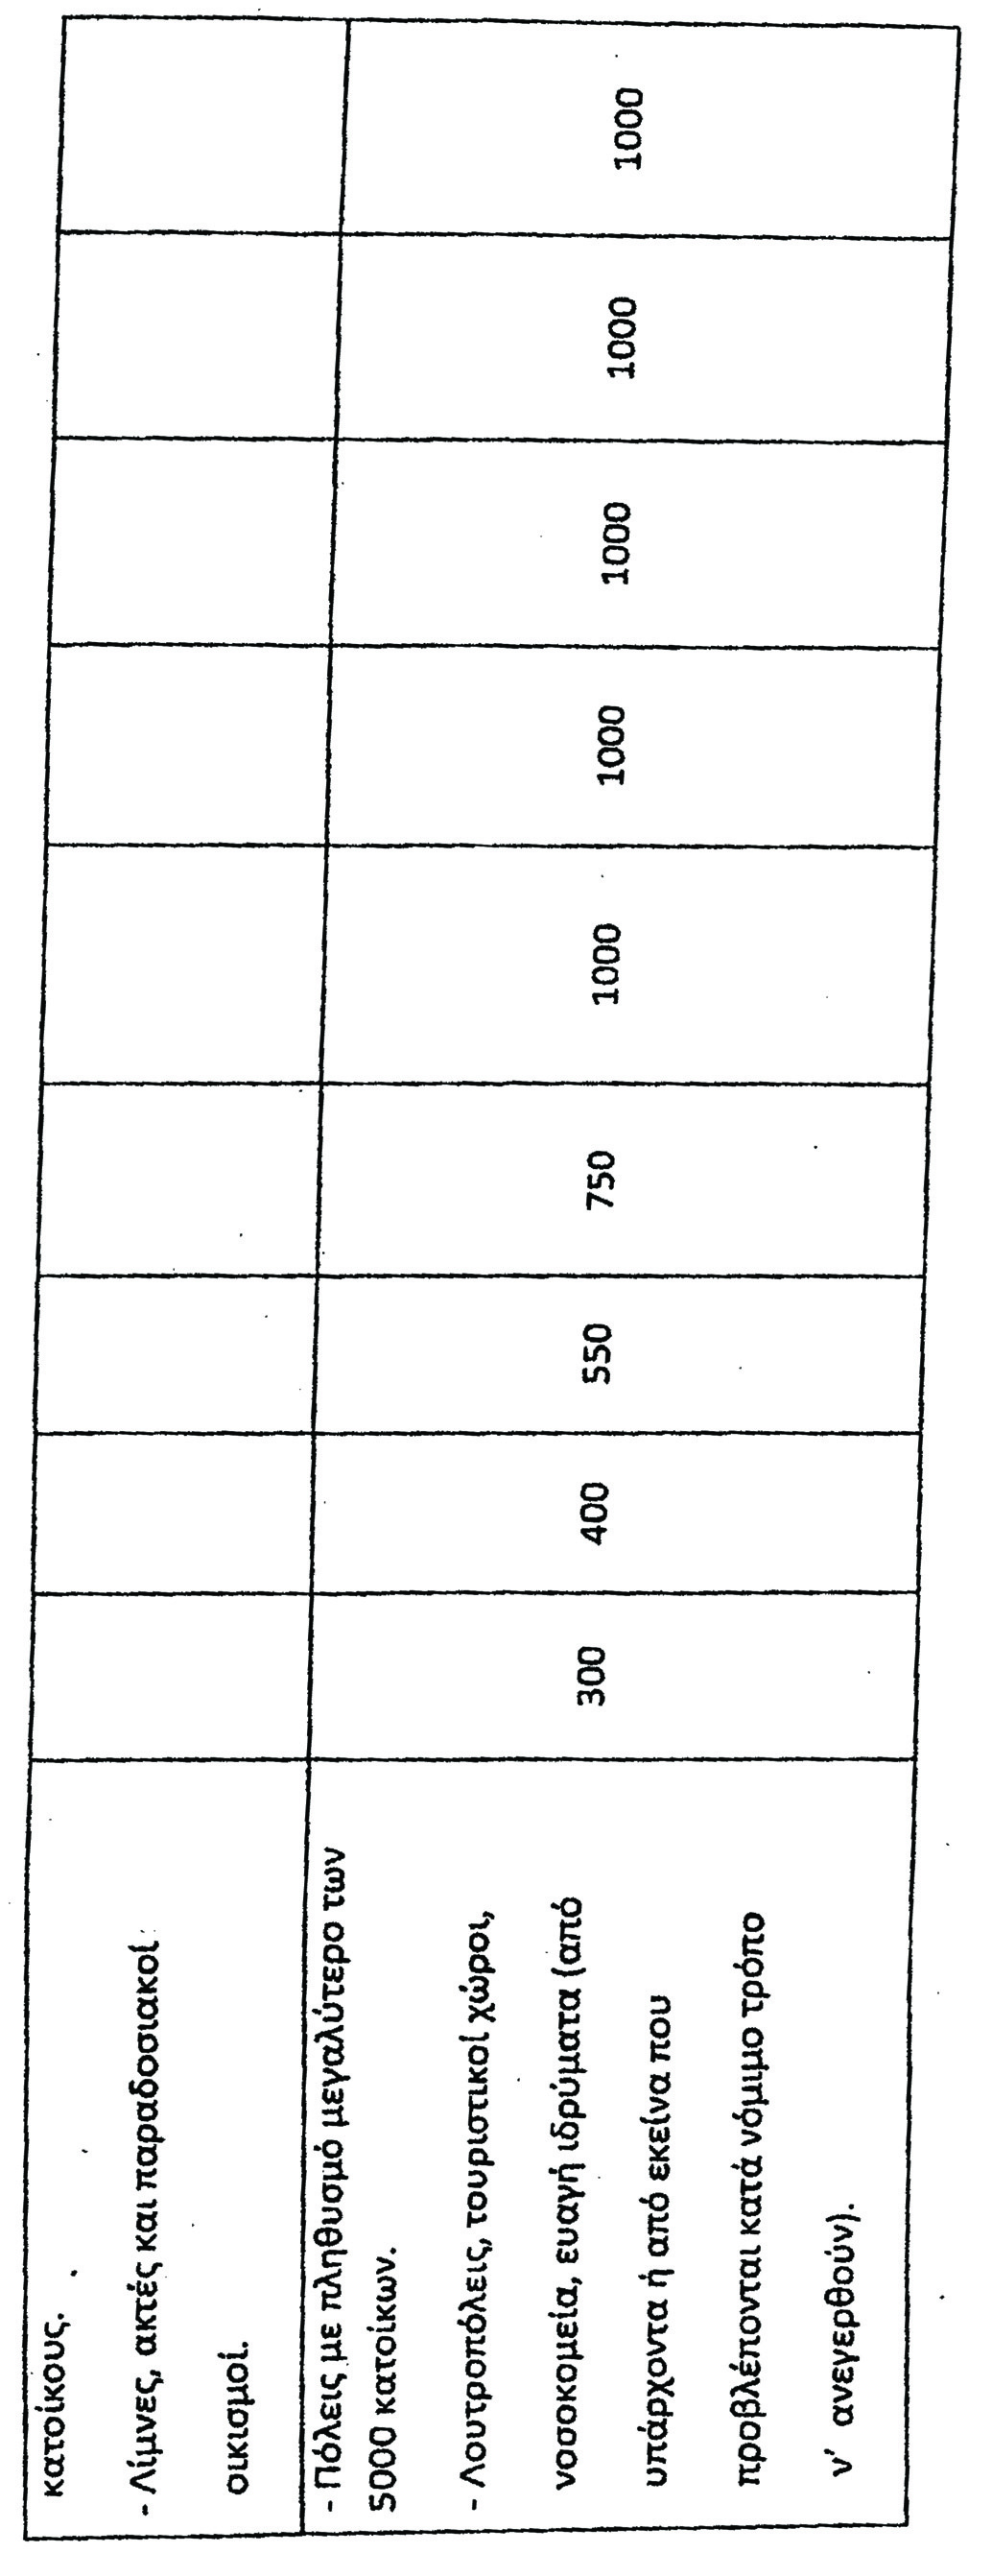 κατοίκους.
- Λίμνες, ακτές και παραδοσιακοί
οικισμοί.
- Πόλεις με πληθυσμό μεγαλύτερο των
5000 κατοίκων.
- Λουτροπόλεις, τουριστικοί χώροι,
νοσοκομεία, ευαγή ιδρύματα (από
υπάρχοντα ή από εκείνα που
προβλέπονται κατά νόμιμο τρόπο
ν' ανεγερθούν).
300 400 550 750 1000 1000 1000 1000 1000